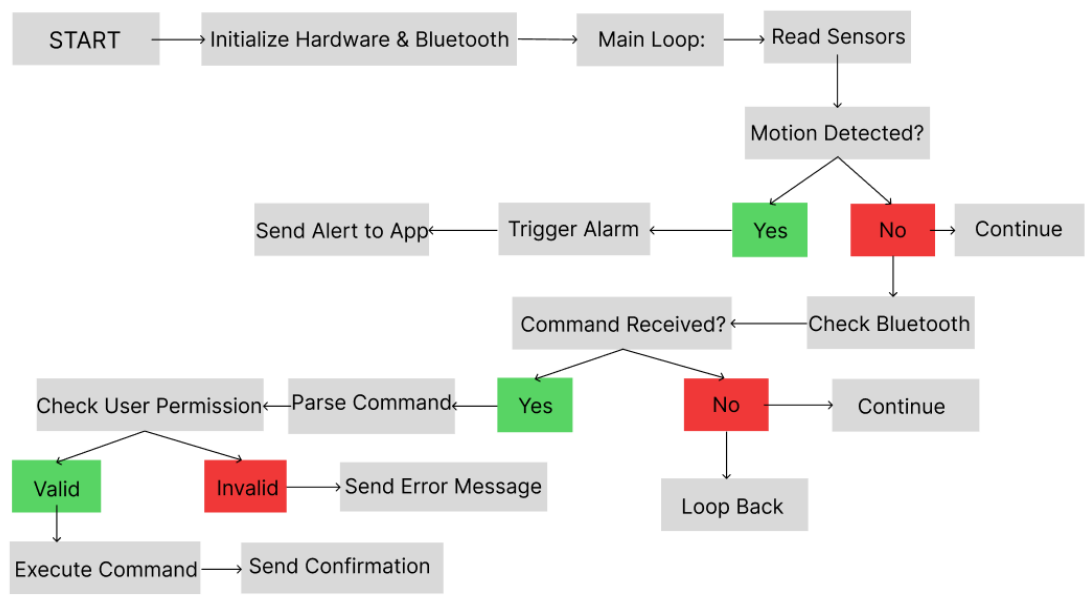 START
Initialize Hardware & Bluetooth
Main Loop:
Read Sensors
Motion Detected?
Send Alert to App
Trigger Alarm
Yes
No
Continue
Command Received?
Check Bluetooth
Check User Permission
Parse Command
Yes
No
Continue
Valid
Invalid
Send Error Message
Loop Back
Execute Command
Send Confirmation